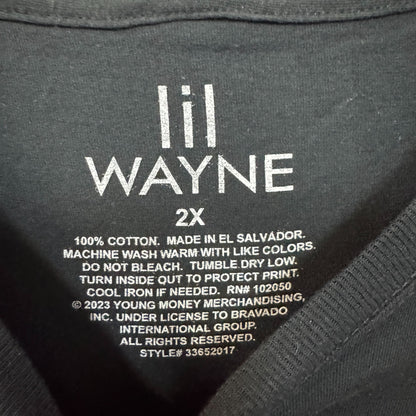 lil
WAYNE
2X
100% COTTON. MADE IN EL SALVADOR.
MACHINE WASH WARM WITH LIKE COLORS.
DO NOT BLEACH. TUMBLE DRY LOW.
TURN INSIDE OUT TO PROTECT PRINT.
COOL IRON IF NEEDED. RN# 102050
© 2023 YOUNG MONEY MERCHANDISING,
INC. UNDER LICENSE TO BRAVADO
INTERNATIONAL GROUP.
ALL RIGHTS RESERVED.
STYLE# 33652017